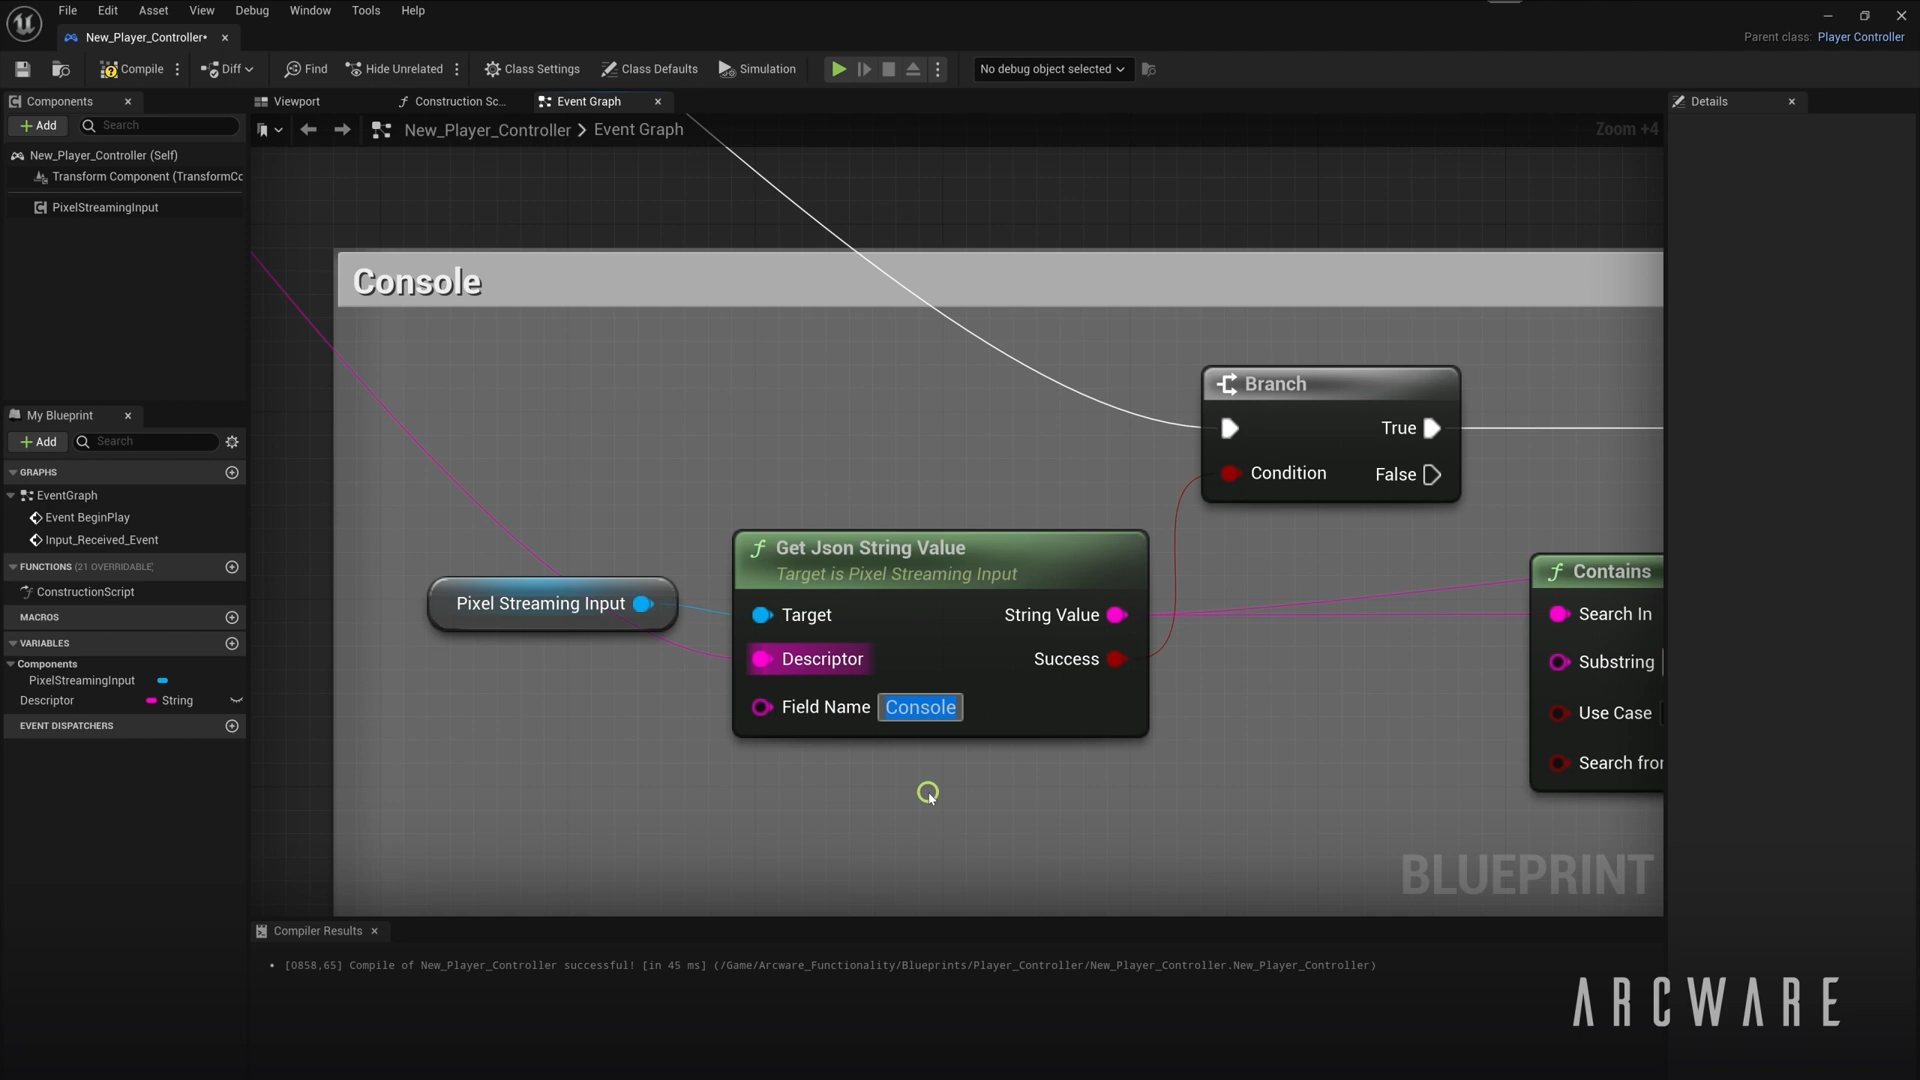 File Edit Asset View Debug Window Tools Help
New_Player_Controller*
Parent class: Player Controller
Compile Diff Find Hide Unrelated Class Settings Class Defaults Simulation No debug object selected
Components
Add Search
New_Player_Controller (Self)
Transform Component (TransformCc
PixelStreamingInput
Viewport Construction Sc... Event Graph
New_Player_Controller > Event Graph
Zoom +4
Details
My Blueprint
Add Search
GRAPHS
EventGraph
Event BeginPlay
Input_Received_Event
FUNCTIONS (21 OVERRIDABLE)
ConstructionScript
MACROS
VARIABLES
Components
PixelStreamingInput
Descriptor String
EVENT DISPATCHERS
Console
Branch
True
Condition False
Get Json String Value
Target is Pixel Streaming Input
Target String Value
Descriptor Success
Field Name Console
Pixel Streaming Input
Contains
Search In
Substring
Use Case
Search fror
BLUEPRINT
Compiler Results
[0858,65] Compile of New_Player_Controller successful! [in 45 ms] (/Game/Arcware_Functionality/Blueprints/Player_Controller/New_Player_Controller.New_Player_Controller)
ARCWARE